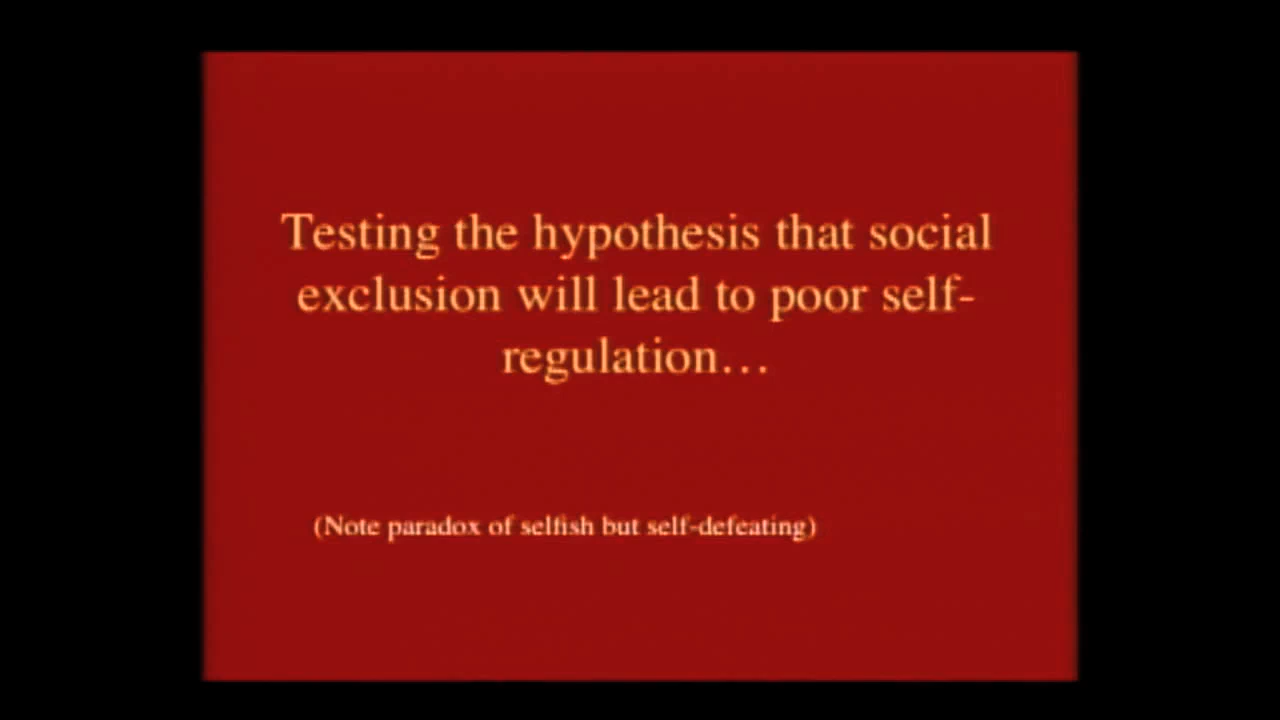 Testing the hypothesis that social
exclusion will lead to poor self-
regulation…
(Note paradox of selfish but self-defeating)